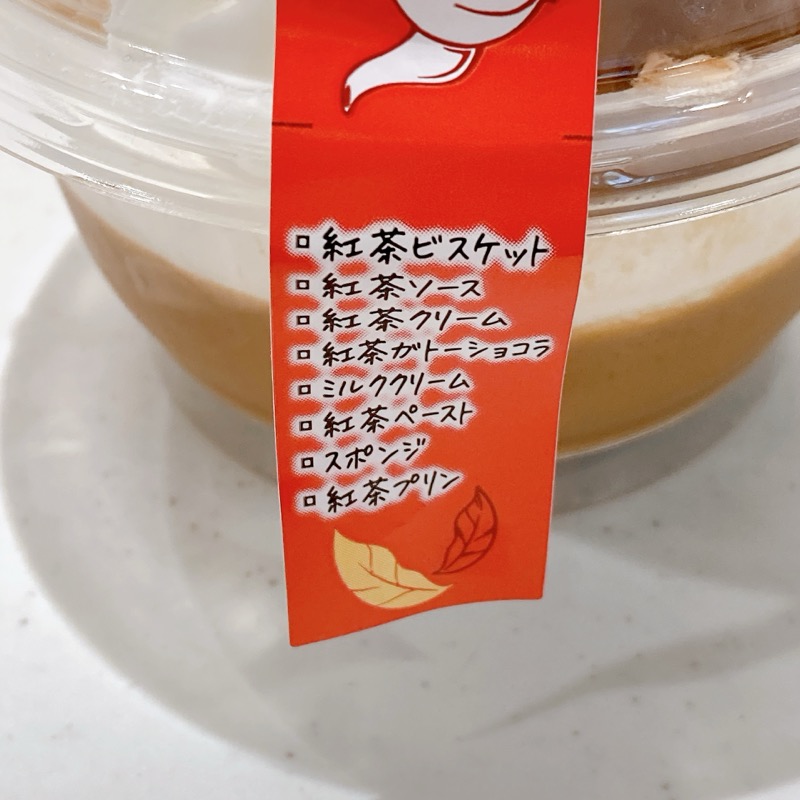 ▫紅茶ビスケット
▫紅茶ソース
▫紅茶クリーム
▫紅茶ガトーショコラ
▫ミルククリーム
▫紅茶ペースト
▫スポンジ
▫紅茶プリン